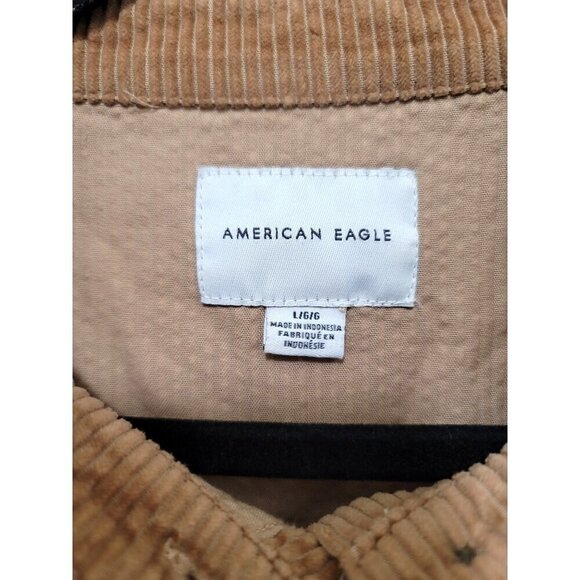 AMERICAN EAGLE
L/G/G
MADE IN INDONESIA
FABRIQUÉ EN
INDONÉSIE